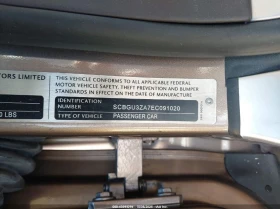 TORS LIMITED
THIS VEHICLE CONFORMS TO ALL APPLICABLE FEDERAL
MOTOR VEHICLE SAFETY, THEFT PREVENTION AND BUMPER
STANDARDS IN EFFECT ON THE DATE OF MANUFACTURE
IDENTIFICATION
NUMBER
SCBGU3ZA7EC091020
0 LBS
TYPE OF VEHICLE
PASSENGER CAR